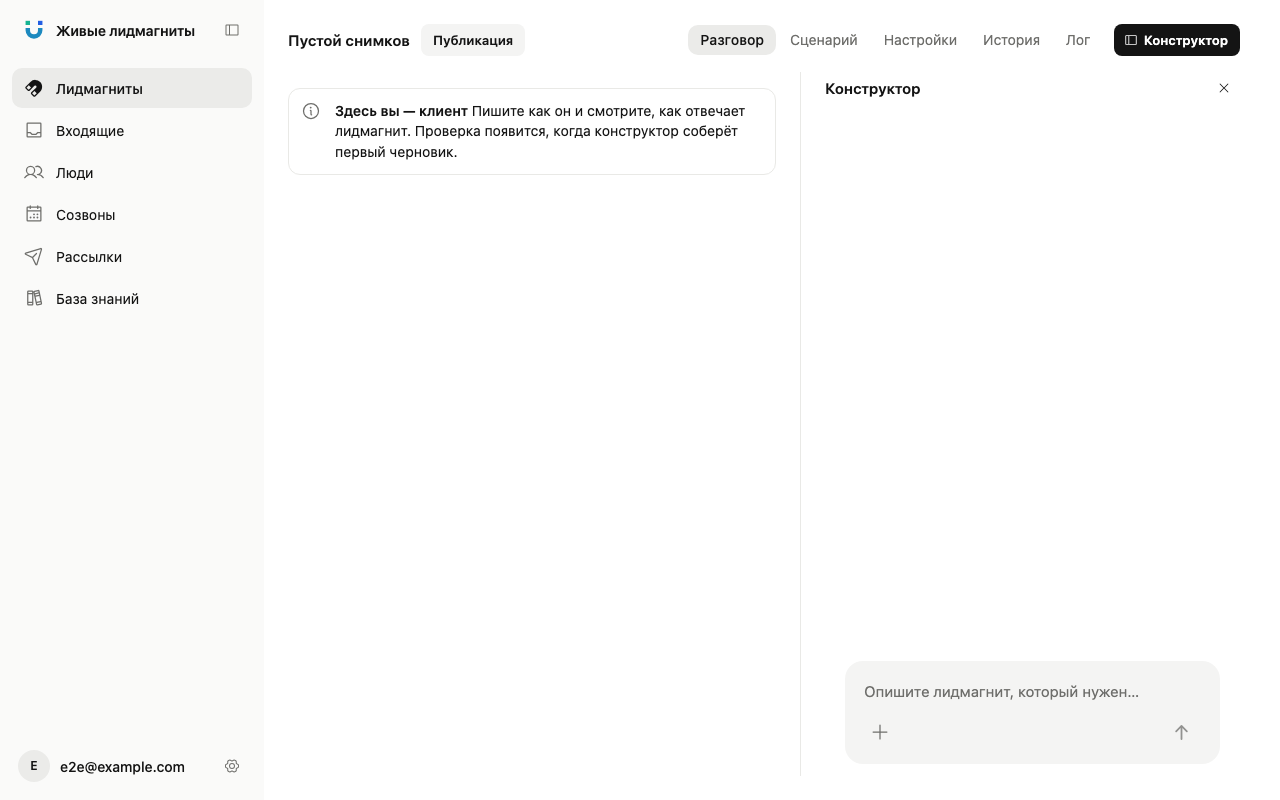 Живые лидмагниты
Лидмагниты
Входящие
Люди
Созвоны
Рассылки
База знаний
E
e2e@example.com
Пустой снимков
Публикация
Разговор
Сценарий
Настройки
История
Лог
Конструктор
Здесь вы — клиент Пишите как он и смотрите, как отвечает
лидмагнит. Проверка появится, когда конструктор соберёт
первый черновик.
Конструктор
Опишите лидмагнит, который нужен...